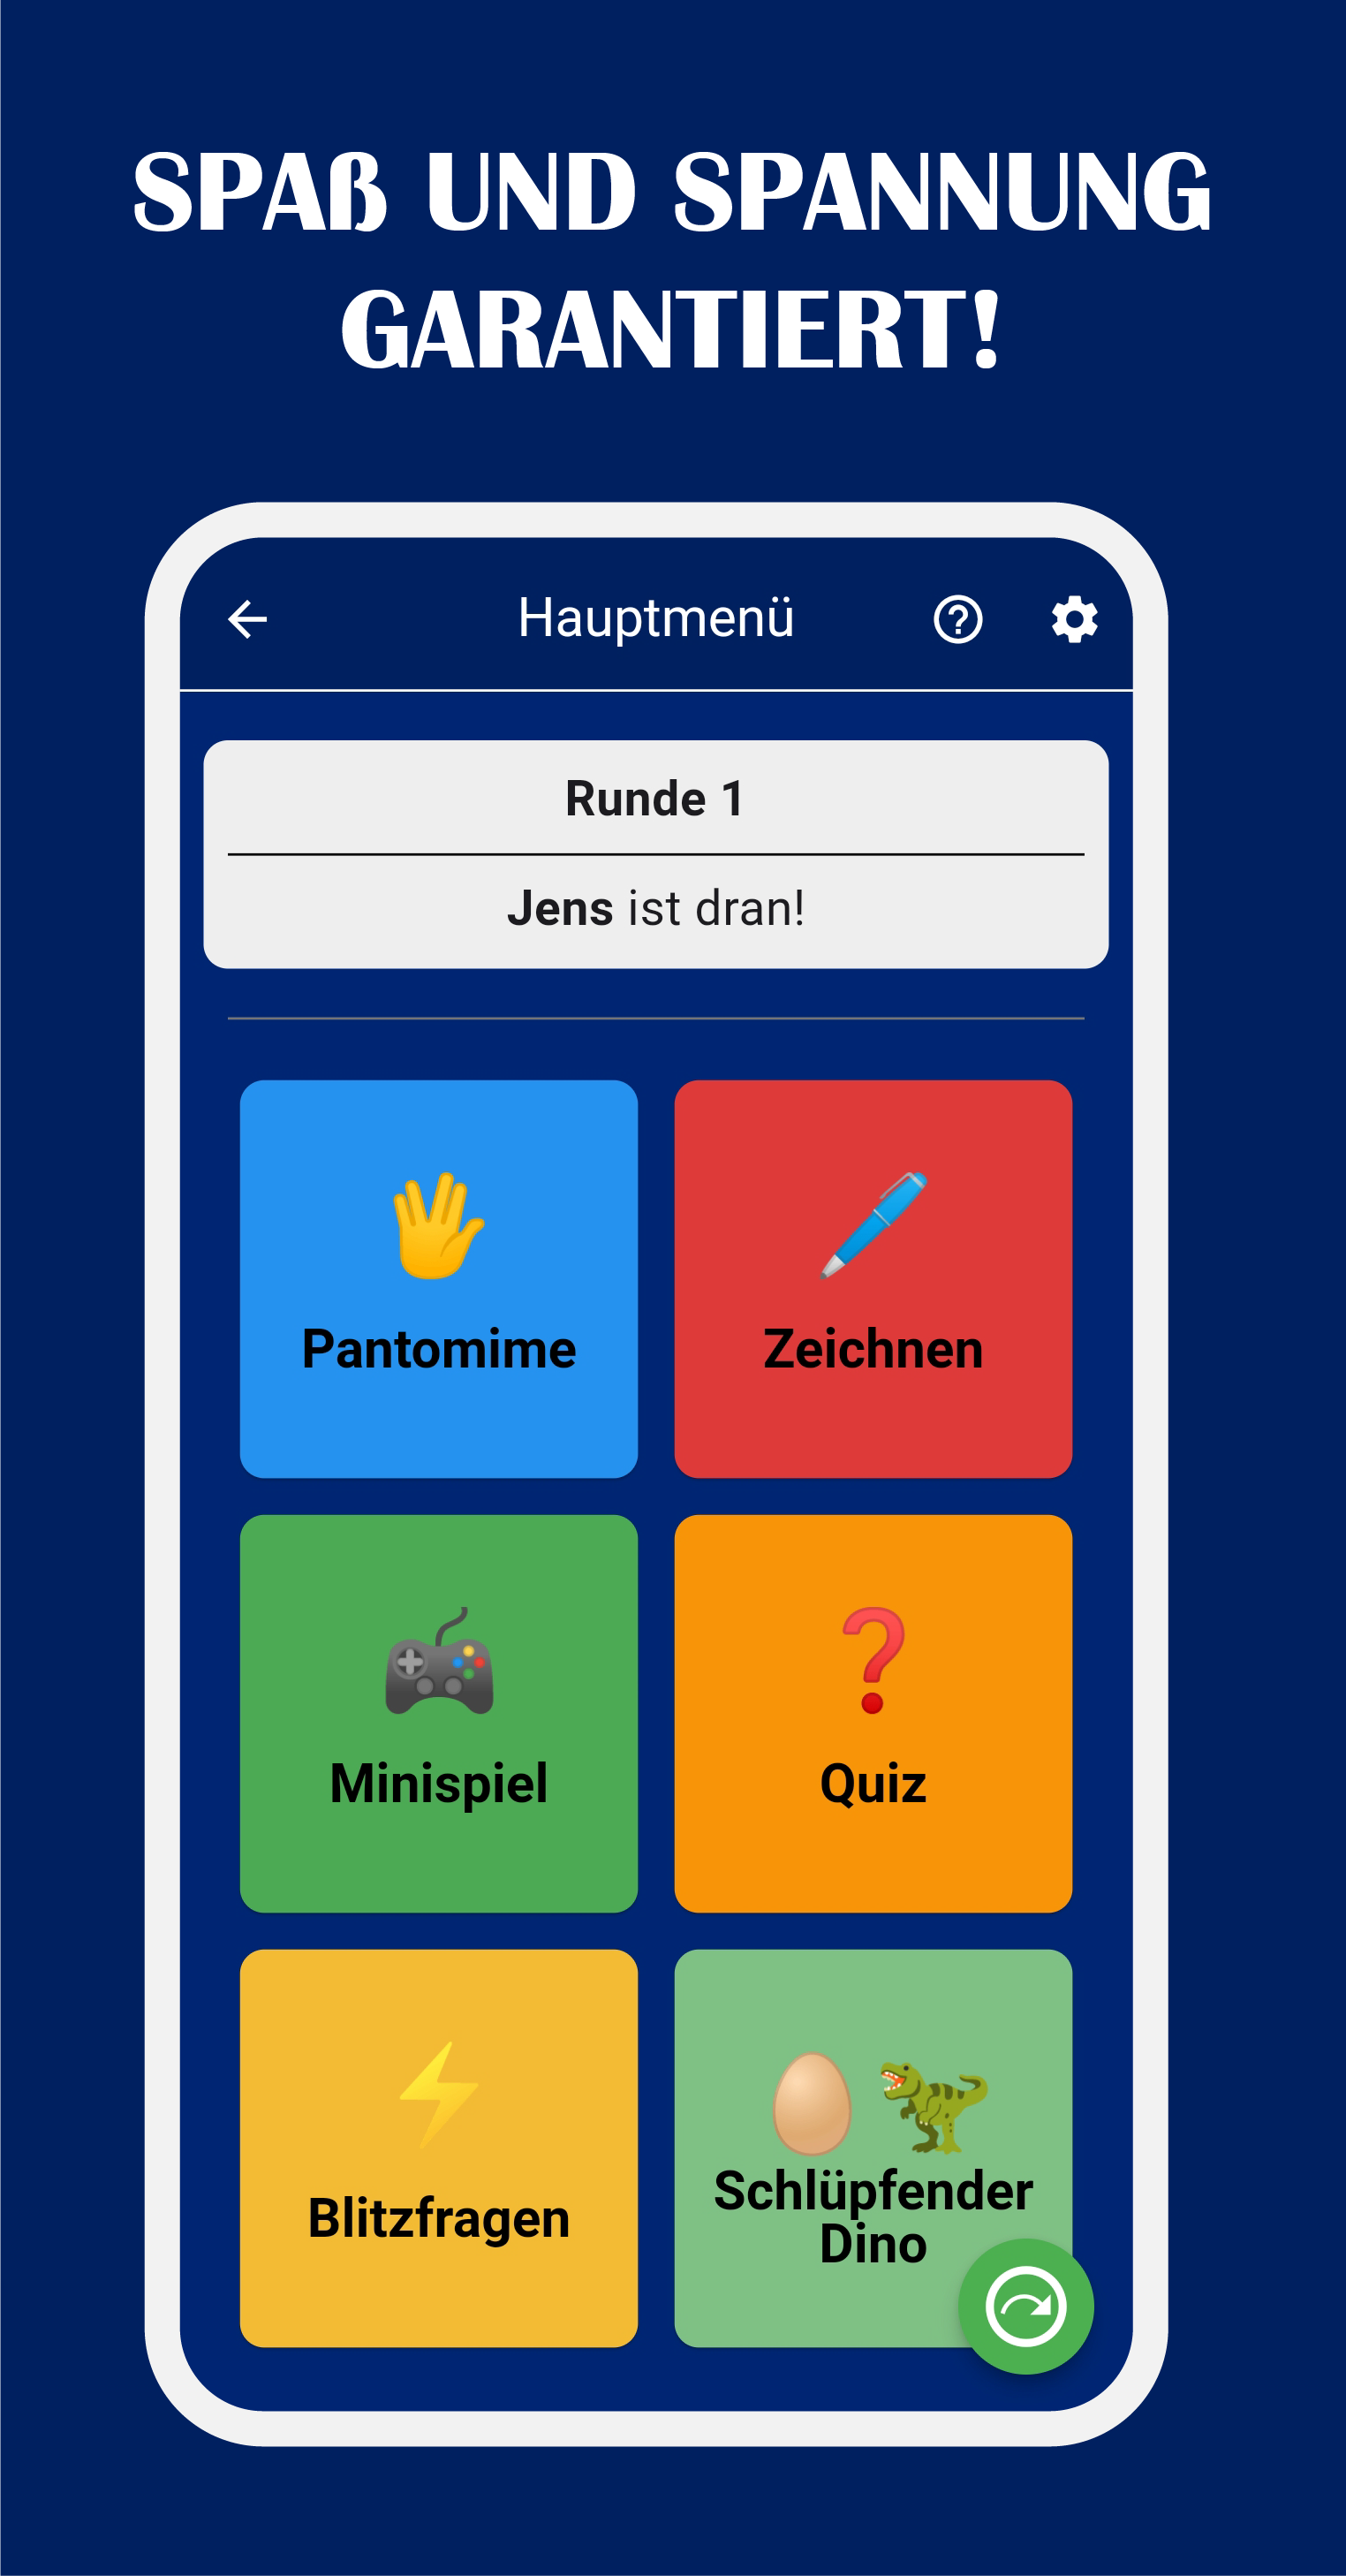 SPAß UND SPANNUNG
GARANTIERT!
Hauptmenü
Runde 1
Jens ist dran!
Pantomime
Zeichnen
Minispiel
Quiz
Blitzfragen
Schlüpfender
Dino